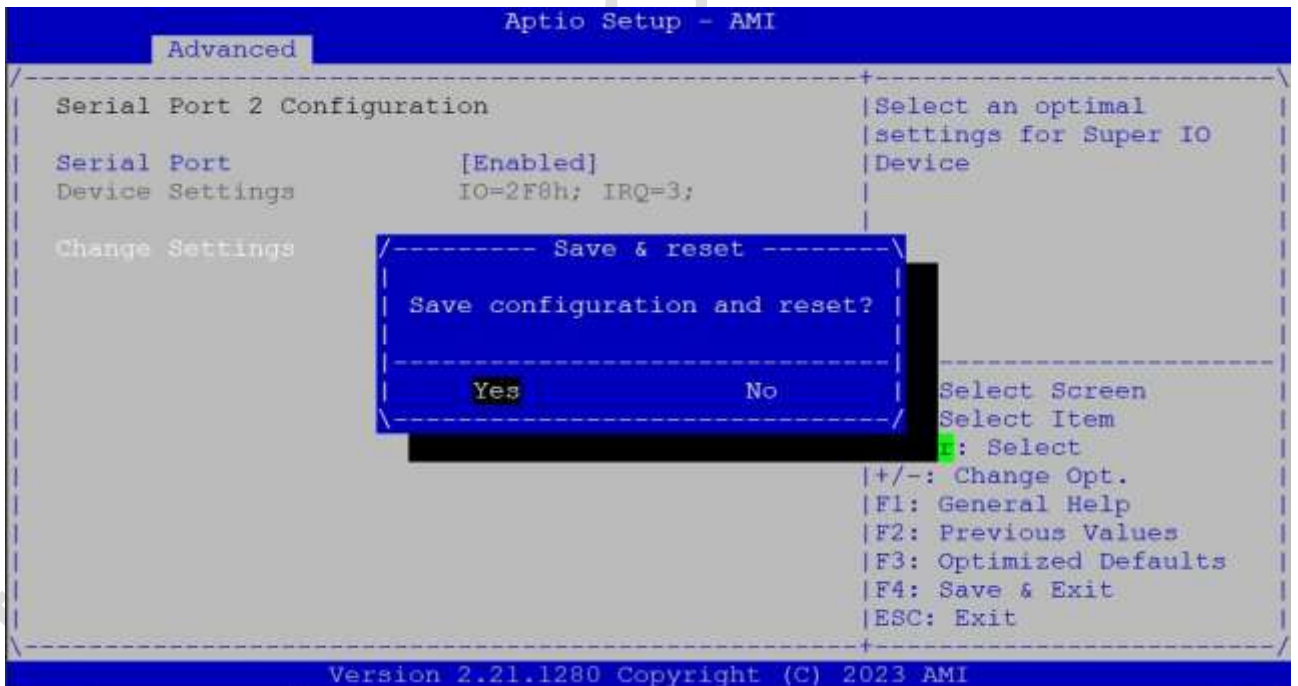 Aptio Setup - AMI
Advanced
Serial Port 2 Configuration
Serial Port [Enabled]
Device Settings IO=2F8h; IRQ=3;
Change Settings
Select an optimal
settings for Super IO
Device
Save & reset
Save configuration and reset?
Yes No
Select Screen
Select Item
r: Select
+/-: Change Opt.
F1: General Help
F2: Previous Values
F3: Optimized Defaults
F4: Save & Exit
ESC: Exit
Version 2.21.1280 Copyright (C) 2023 AMI